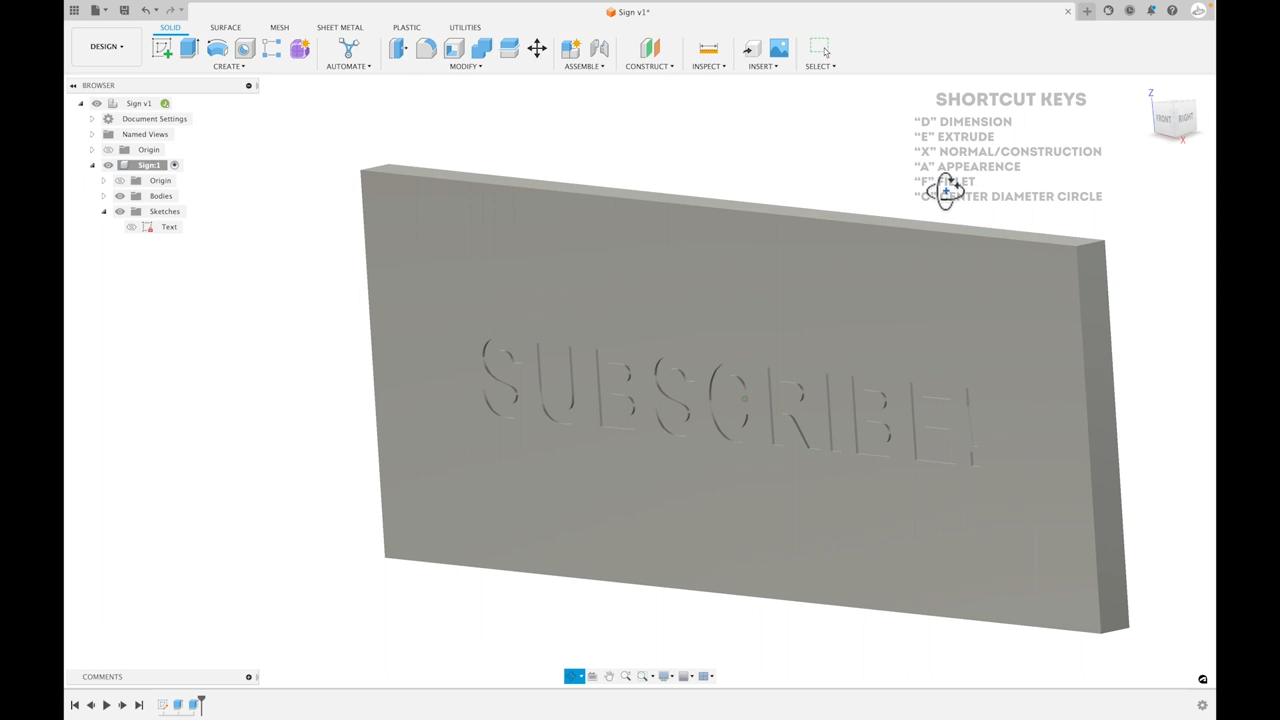 Sign v1*
DESIGN
SOLID
SURFACE
MESH
SHEET METAL
PLASTIC
UTILITIES
CREATE
AUTOMATE
MODIFY
ASSEMBLE
CONSTRUCT
INSPECT
INSERT
SELECT
BROWSER
Sign v1
Document Settings
Named Views
Origin
Sign:1
Origin
Bodies
Sketches
Text
SHORTCUT KEYS
“D” DIMENSION
“E” EXTRUDE
“X” NORMAL/CONSTRUCTION
“A” APPEARENCE
“F”
CENTER DIAMETER CIRCLE
Z
FRONT
RIGHT
X
SUBSCRIBE!
COMMENTS